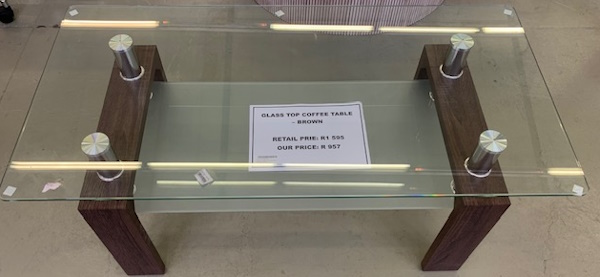 GLASS TOP COFFEE TABLE
– BROWN
RETAIL PRIE: R1 595
OUR PRICE: R 957